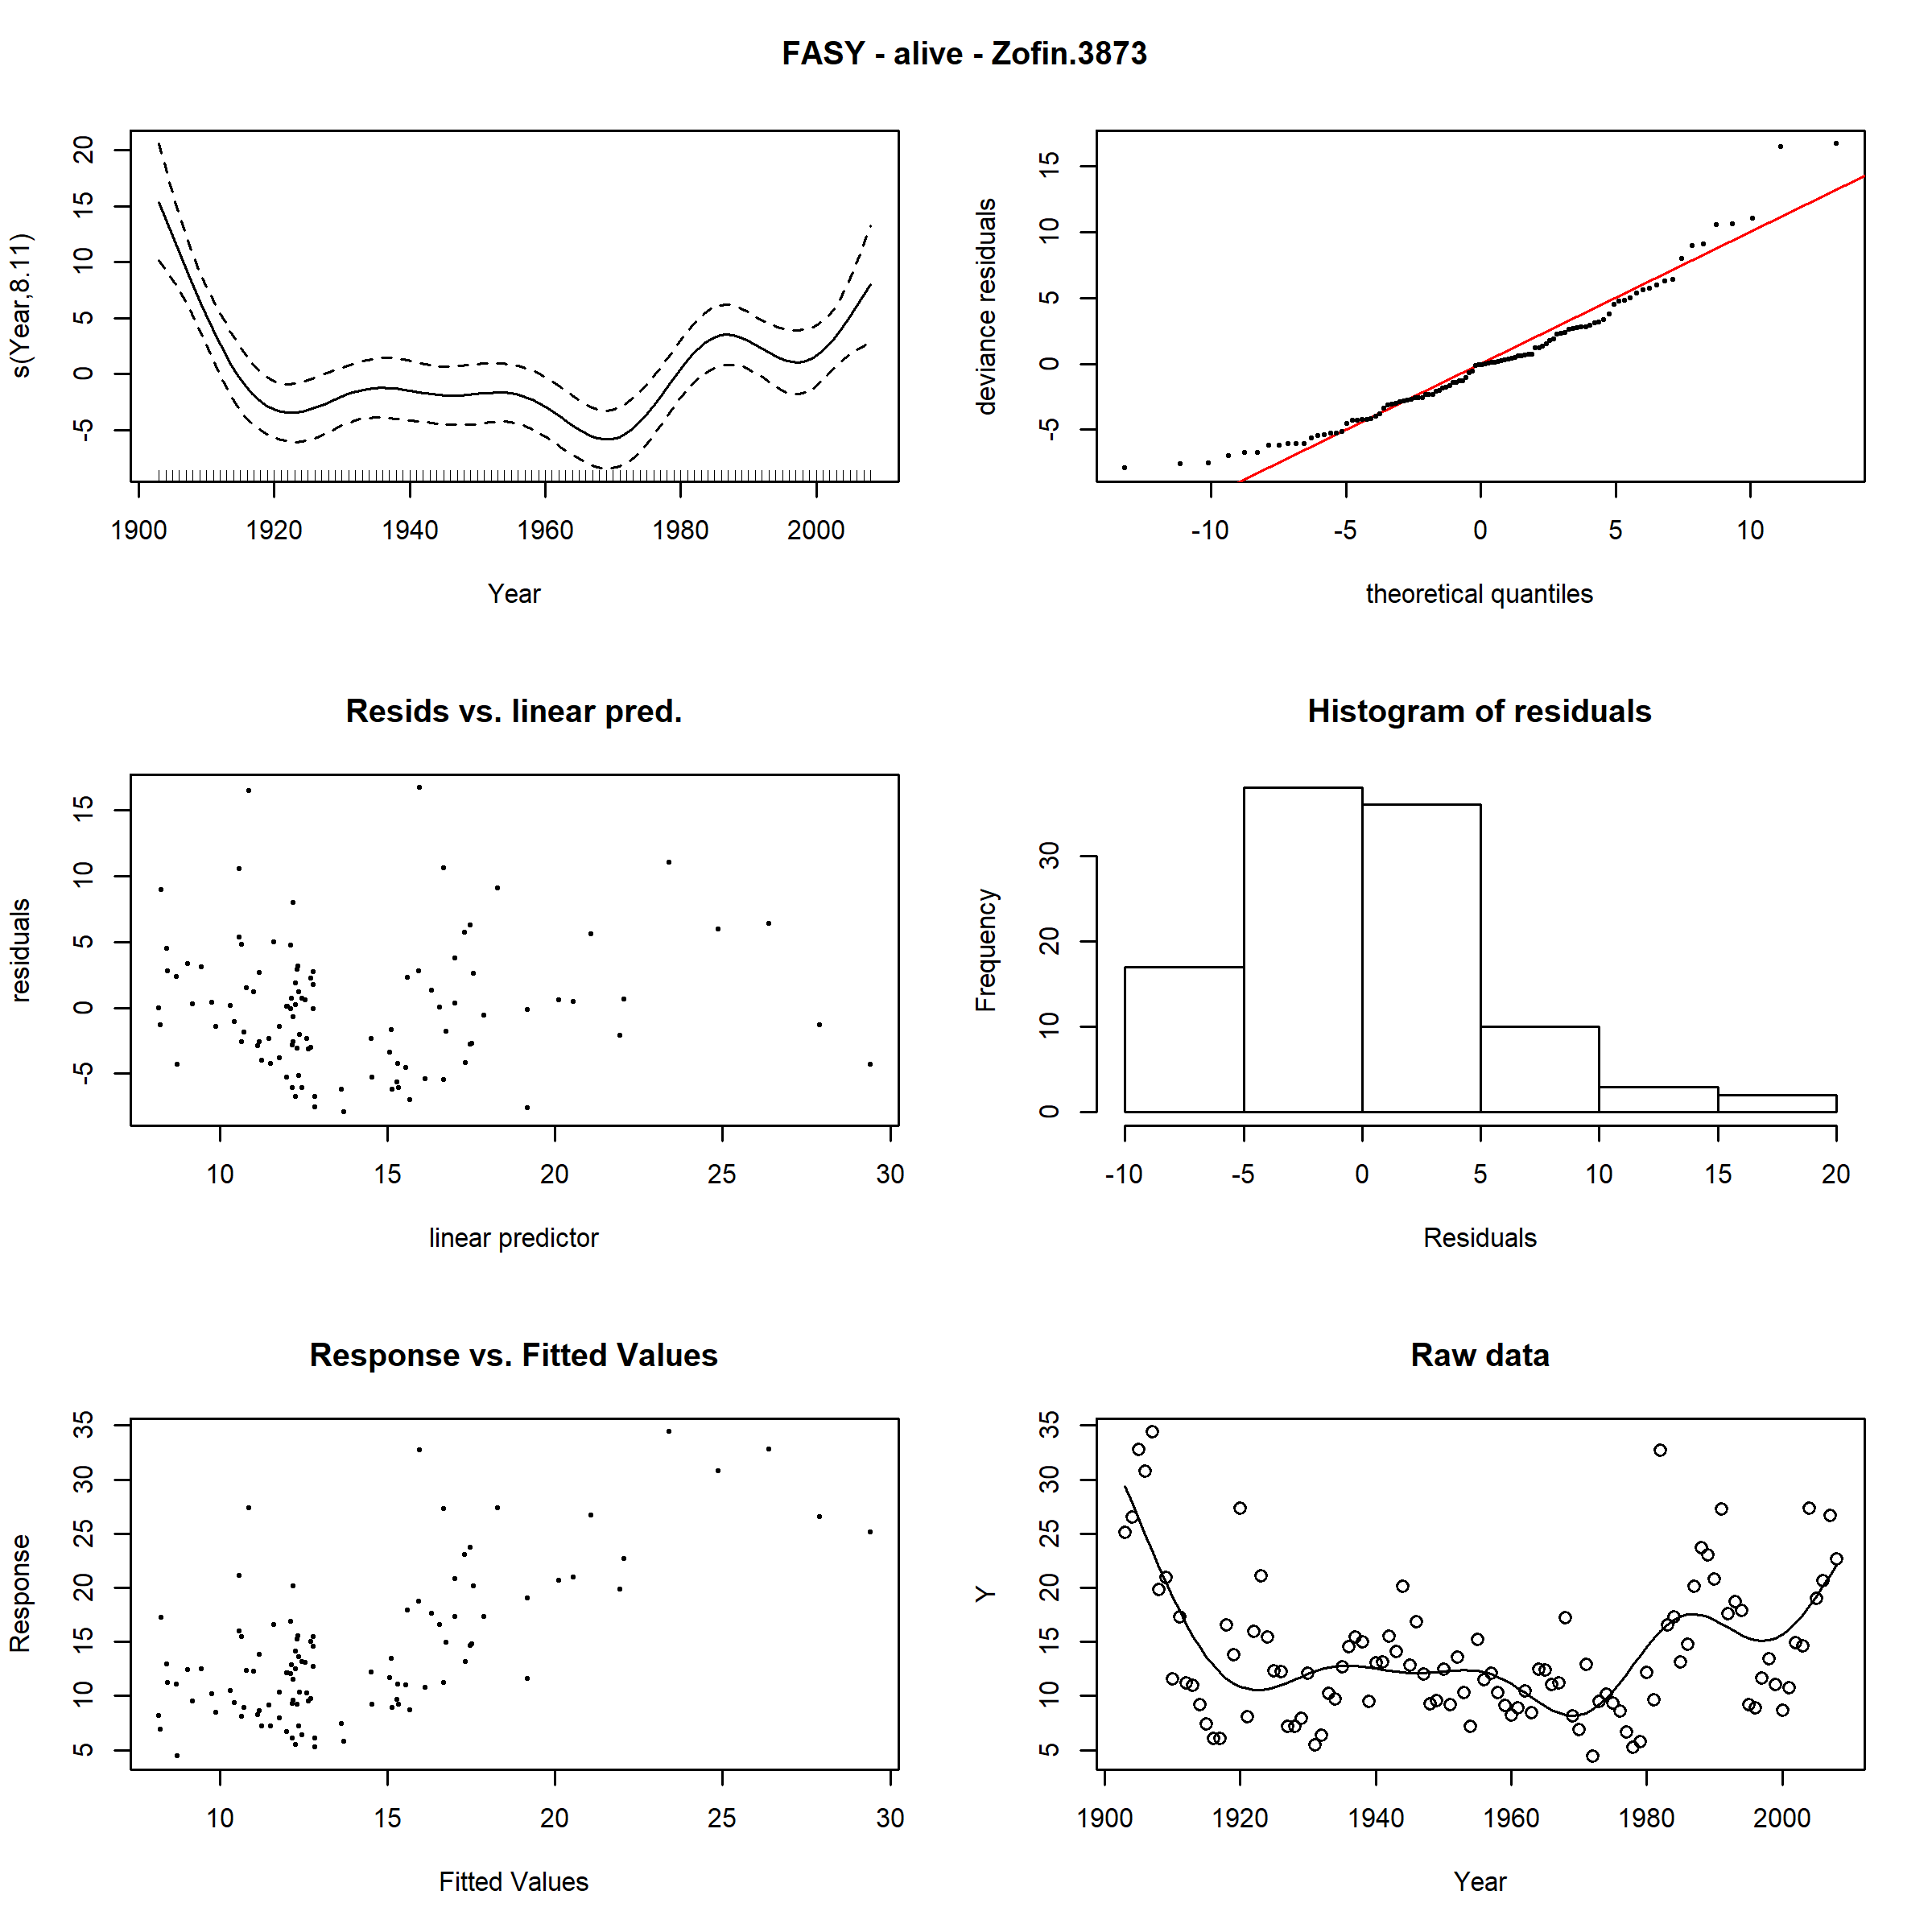 FASY - alive - Zofin.3873
s(Year,8.11)
-5 0 5 10 15 20
1900 1920 1940 1960 1980 2000
Year
deviance residuals
-5 0 5 10 15
-10 -5 0 5 10
theoretical quantiles
Resids vs. linear pred.
residuals
-5 0 5 10 15
10 15 20 25 30
linear predictor
Histogram of residuals
Frequency
0 10 20 30
-10 -5 0 5 10 15 20
Residuals
Response vs. Fitted Values
Response
5 10 15 20 25 30 35
10 15 20 25 30
Fitted Values
Raw data
Y
5 10 15 20 25 30 35
1900 1920 1940 1960 1980 2000
Year